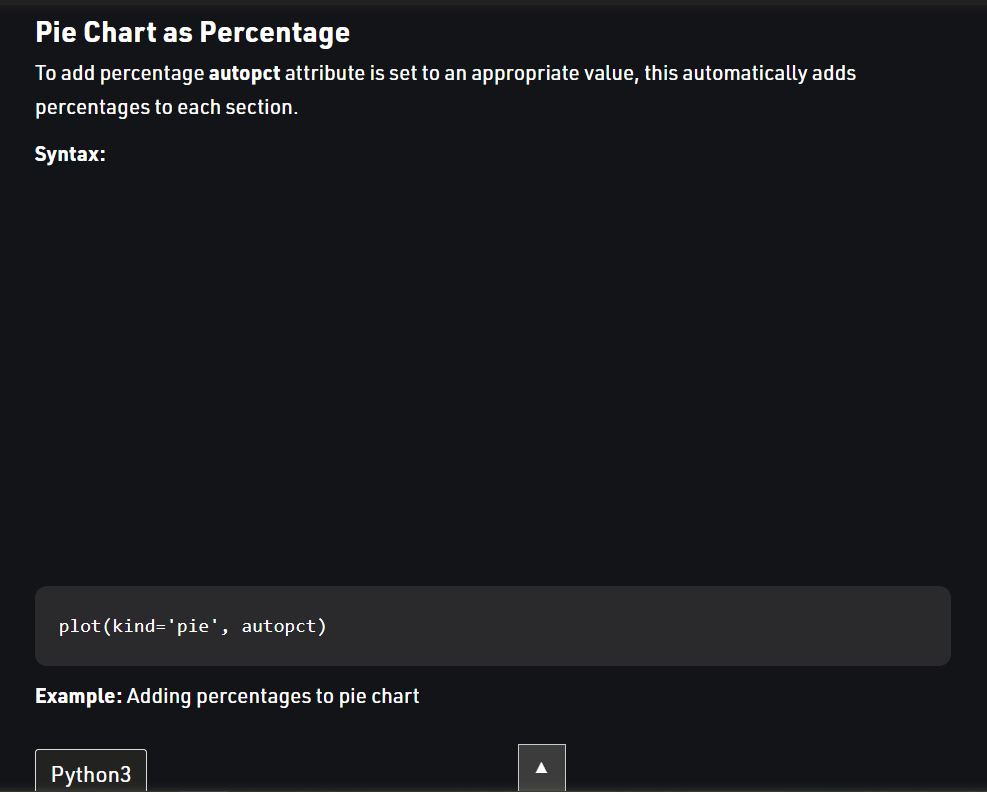 Pie Chart as Percentage
To add percentage autopct attribute is set to an appropriate value, this automatically adds
percentages to each section.
Syntax:
plot(kind='pie', autopct)
Example: Adding percentages to pie chart
Python3
▲